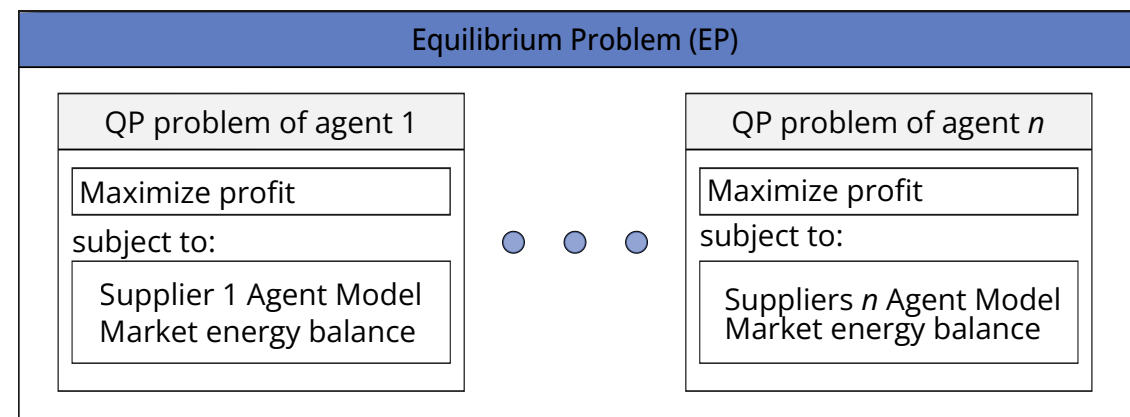 Equilibrium Problem (EP)
QP problem of agent 1
Maximize profit
subject to:
Supplier 1 Agent Model
Market energy balance
QP problem of agent n
Maximize profit
subject to:
Suppliers n Agent Model
Market energy balance